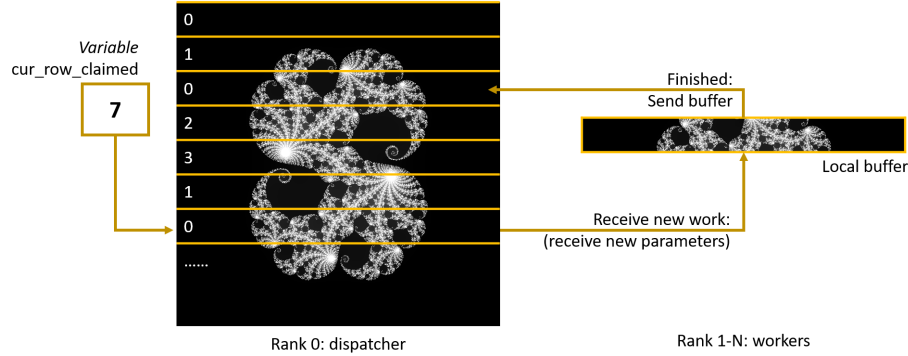 Variable
cur_row_claimed
7
0
1
0
2
3
1
0
......
Finished:
Send buffer
Local buffer
Receive new work:
(receive new parameters)
Rank 0: dispatcher
Rank 1-N: workers